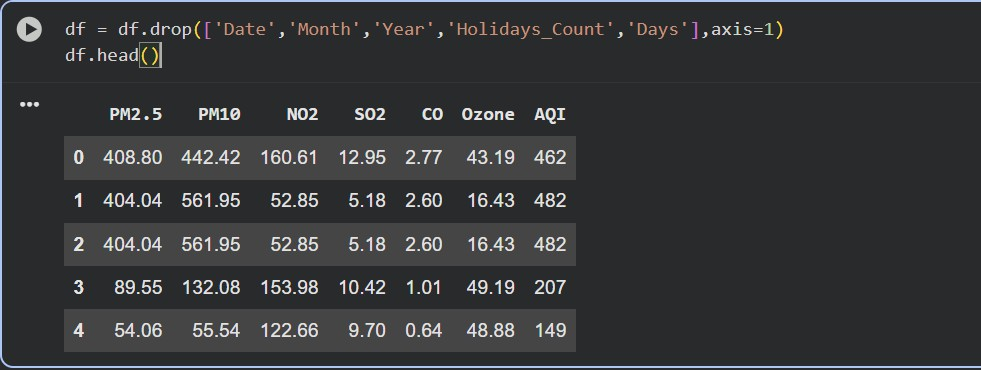 df = df.drop(['Date','Month','Year','Holidays_Count','Days'],axis=1)
df.head()
PM2.5 PM10 NO2 SO2 CO Ozone AQI
0 408.80 442.42 160.61 12.95 2.77 43.19 462
1 404.04 561.95 52.85 5.18 2.60 16.43 482
2 404.04 561.95 52.85 5.18 2.60 16.43 482
3 89.55 132.08 153.98 10.42 1.01 49.19 207
4 54.06 55.54 122.66 9.70 0.64 48.88 149